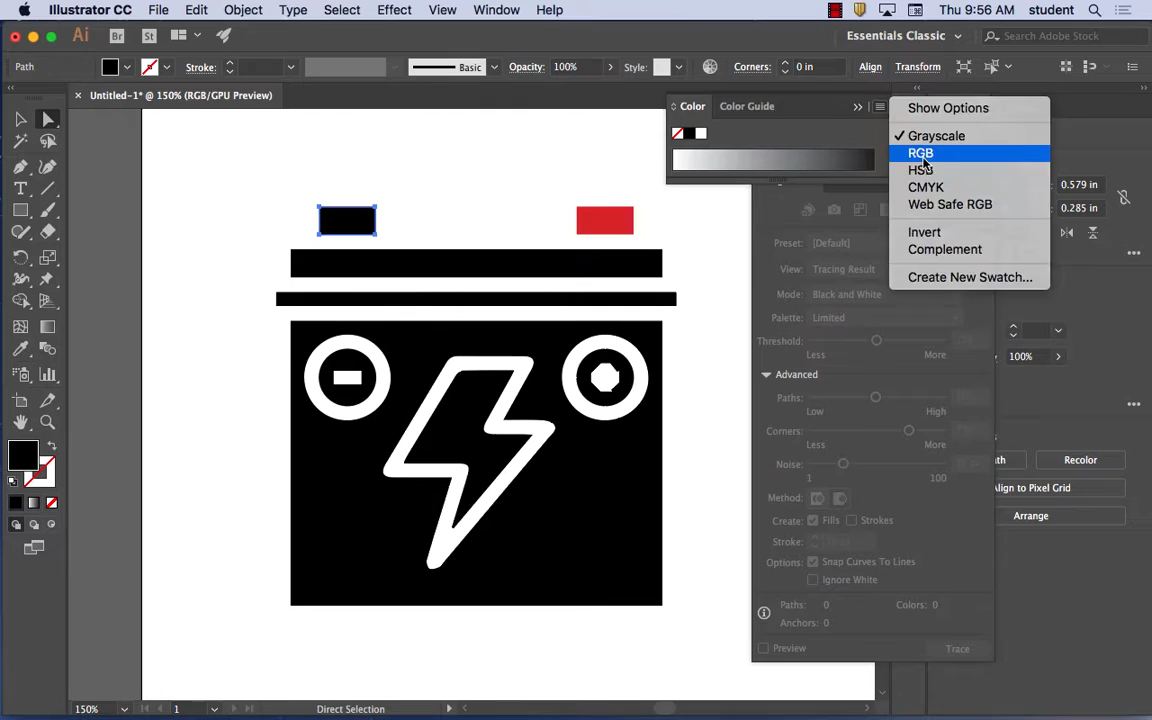 Illustrator CC File Edit Object Type Select Effect View Window Help Thu 9:56 AM student
Ai Br St Essentials Classic Search Adobe Stock
Path Stroke: Basic Opacity: 100% Style: Corners: 0 in Align Transform
Untitled-1* @ 150% (RGB/GPU Preview)
Color Color Guide
Show Options
Grayscale
RGB
HSB
CMYK
Web Safe RGB
Invert
Complement
Create New Swatch...
0.579 in
0.285 in
Preset: [Default]
View: Tracing Result
Mode: Black and White
Palette: Limited
Threshold:
Less More
100%
Advanced
Paths:
Low High
Corners:
Less More
Noise:
1 100
Method:
Create: Fills Strokes
Stroke:
Options: Snap Curves To Lines
Ignore White
Paths: 0 Colors: 0
Anchors: 0
Preview Trace
ath Recolor
Align to Pixel Grid
Arrange
150% 1 Direct Selection